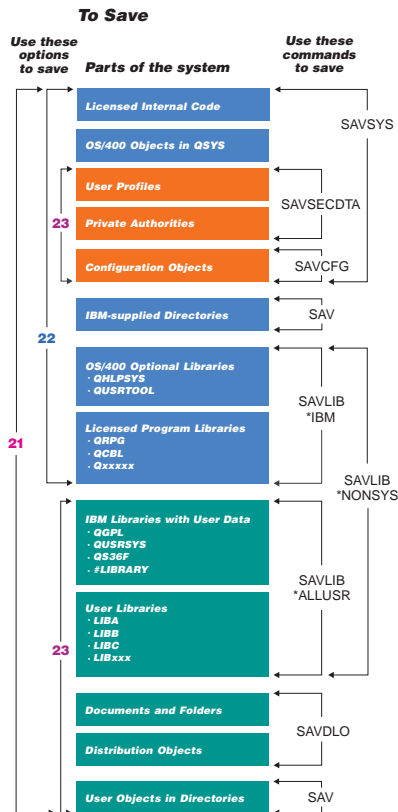 To Save
Use these
options
to save
Parts of the system
Use these
commands
to save
Licensed Internal Code
SAVSYS
OS/400 Objects in QSYS
User Profiles
SAVSECDTA
23
Private Authorities
Configuration Objects
SAVCFG
IBM-supplied Directories
SAV
22
OS/400 Optional Libraries
· QHLPSYS
· QUSRTOOL
SAVLIB
*IBM
Licensed Program Libraries
· QRPG
· QCBL
· Qxxxxx
21
SAVLIB
*NONSYS
IBM Libraries with User Data
· QGPL
· QUSRSYS
· QS36F
· #LIBRARY
SAVLIB
*ALLUSR
User Libraries
· LIBA
· LIBB
· LIBC
· LIBxxx
23
Documents and Folders
SAVDLO
Distribution Objects
User Objects in Directories
SAV